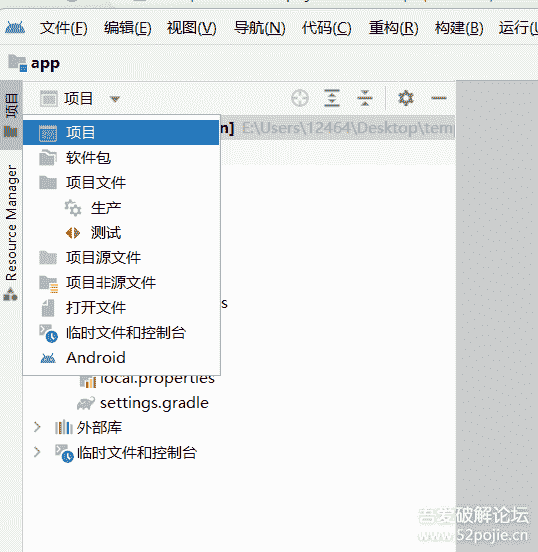 文件(F) 编辑(E) 视图(V) 导航(N) 代码(C) 重构(R) 构建(B) 运行(U
app
项目
项目
n] E:\Users\12464\Desktop\temp
项目
软件包
项目文件
生产
测试
项目源文件
项目非源文件
打开文件
临时文件和控制台
Android
Resource Manager
s
local.properties
settings.gradle
外部库
临时文件和控制台
吾爱破解论坛
www.52pojie.cn